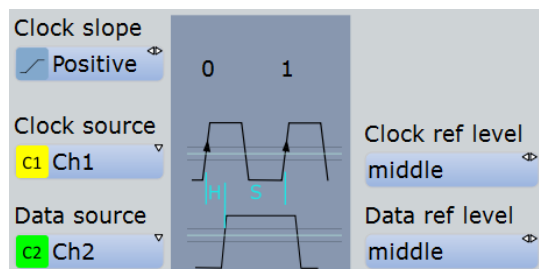 Clock slope
Positive
0 1
Clock source
C1 Ch1
Clock ref level
middle
H S
Data source
C2 Ch2
Data ref level
middle